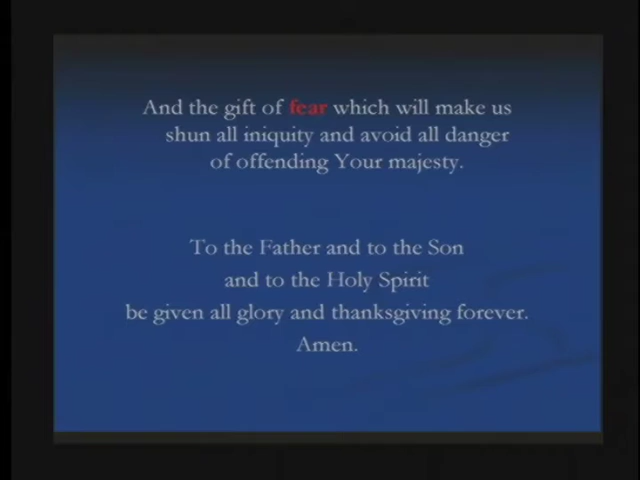 And the gift of fear which will make us
shun all iniquity and avoid all danger
of offending Your majesty.
To the Father and to the Son
and to the Holy Spirit
be given all glory and thanksgiving forever.
Amen.